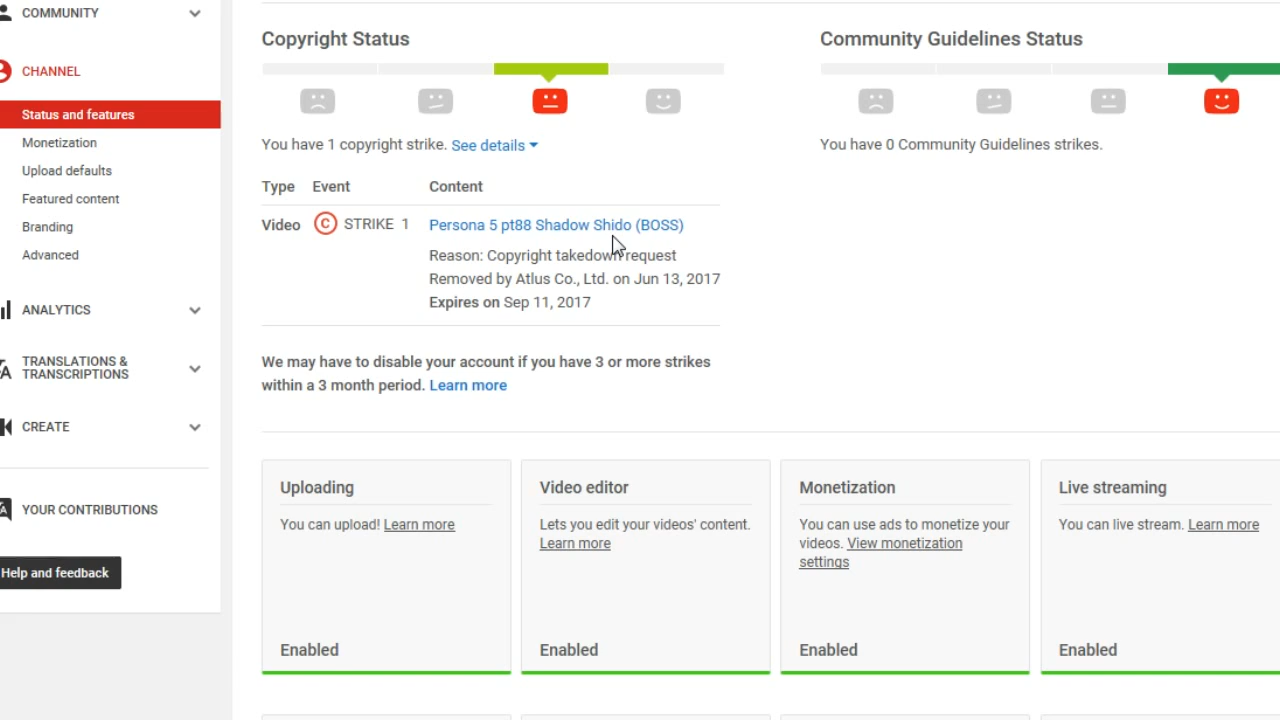 COMMUNITY
CHANNEL
Status and features
Monetization
Upload defaults
Featured content
Branding
Advanced
ANALYTICS
TRANSLATIONS &
TRANSCRIPTIONS
CREATE
YOUR CONTRIBUTIONS
Help and feedback
Copyright Status
You have 1 copyright strike. See details
Type Event Content
Video C STRIKE 1 Persona 5 pt88 Shadow Shido (BOSS)
Reason: Copyright takedown request
Removed by Atlus Co., Ltd. on Jun 13, 2017
Expires on Sep 11, 2017
We may have to disable your account if you have 3 or more strikes
within a 3 month period. Learn more
Community Guidelines Status
You have 0 Community Guidelines strikes.
Uploading
You can upload! Learn more
Enabled
Video editor
Lets you edit your videos' content.
Learn more
Enabled
Monetization
You can use ads to monetize your
videos. View monetization
settings
Enabled
Live streaming
You can live stream. Learn more
Enabled